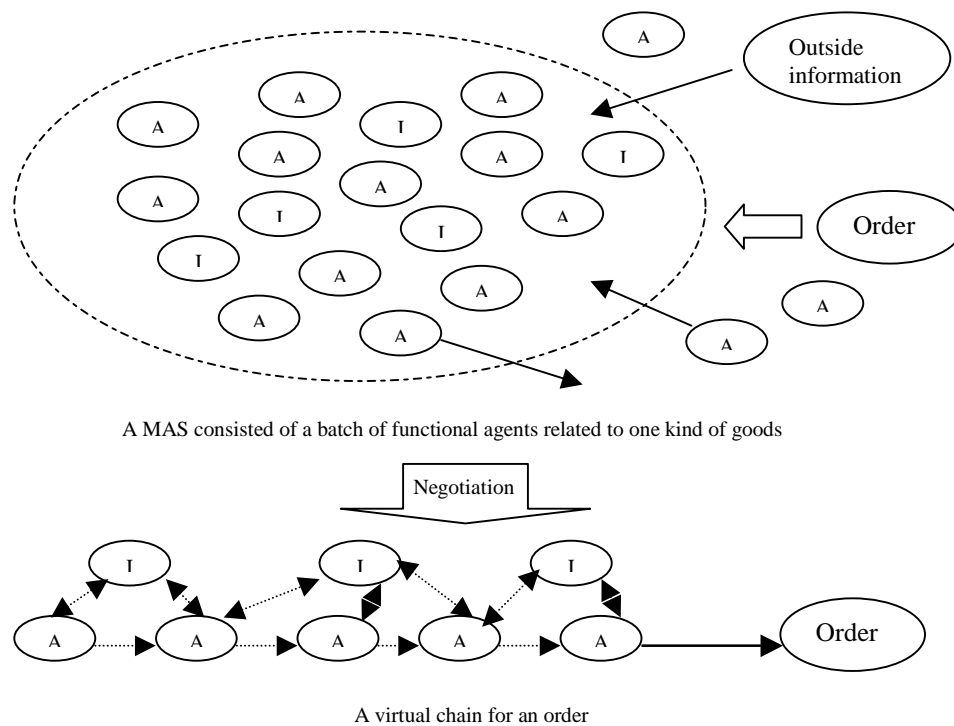 A
Outside
information
A
A
A
A
A
A
A
A
Order
A
A
A
A
A
A
A
A MAS consisted of a batch of functional agents related to one kind of goods
Negotiation
A
A
A
A
A
Order
A virtual chain for an order